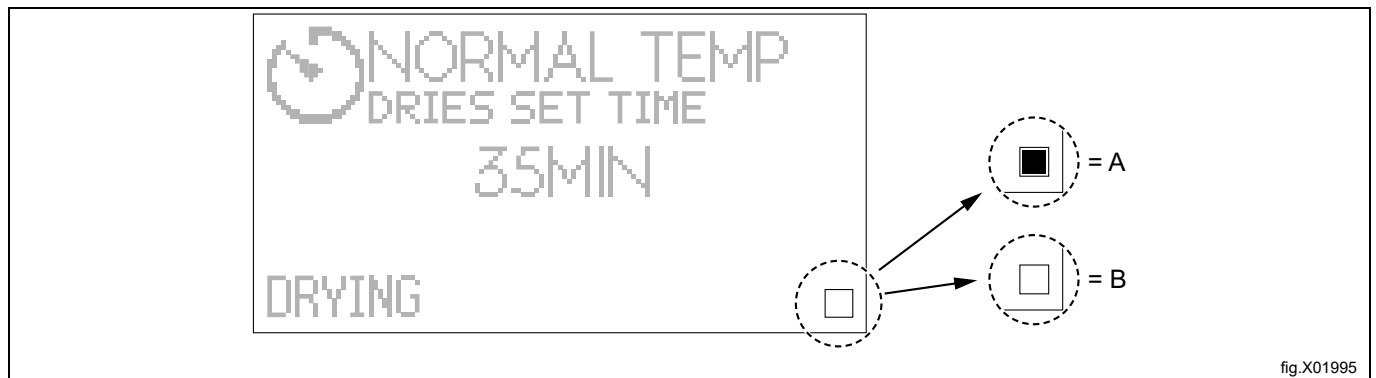 NORMAL TEMP
DRIES SET TIME
35MIN
DRYING
= A
= B
fig.X01995